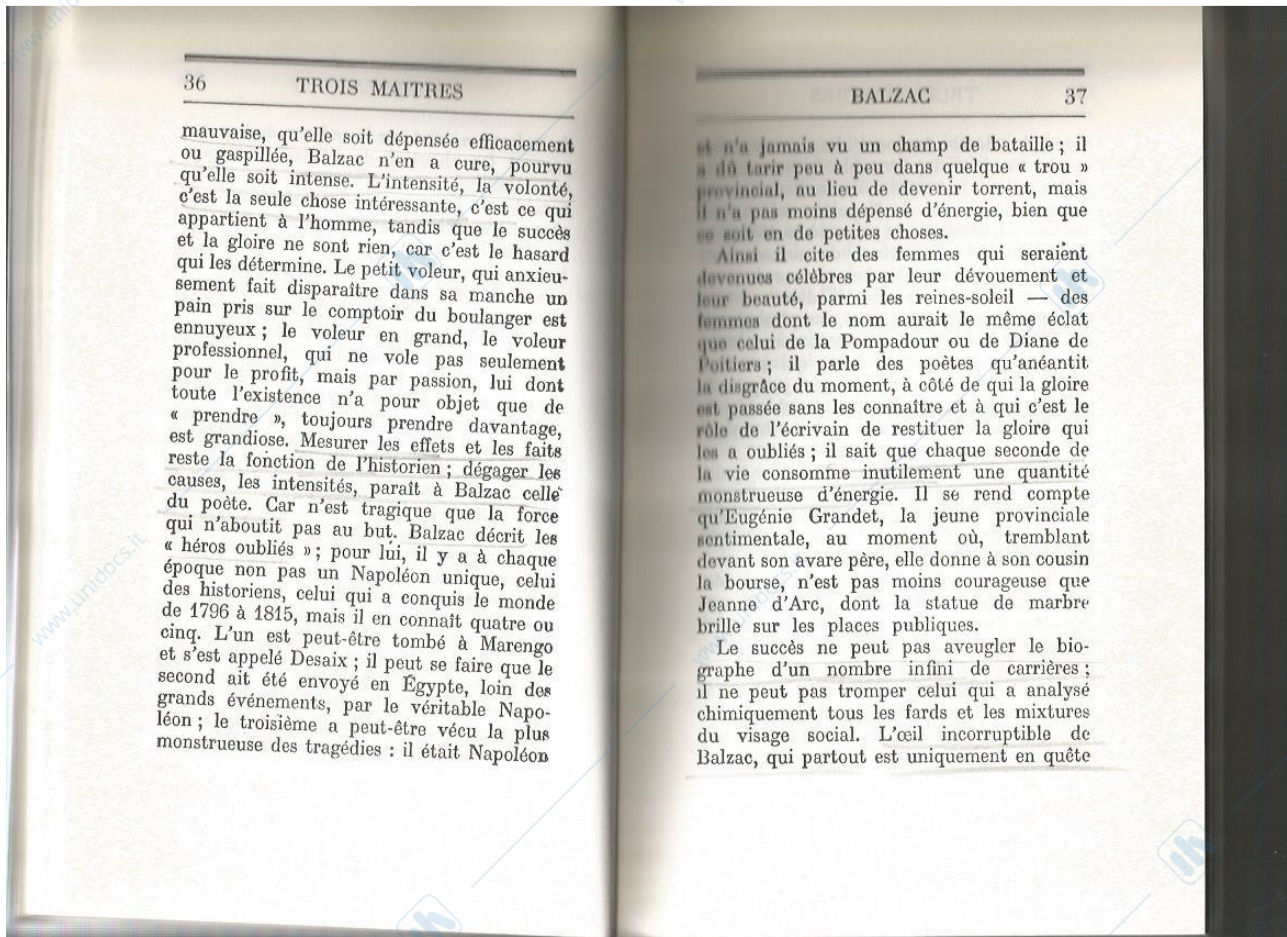 36 TROIS MAITRES
mauvaise, qu'elle soit dépensée efficacement
ou gaspillée, Balzac n'en a cure, pourvu
qu'elle soit intense. L'intensité, la volonté,
c'est la seule chose intéressante, c'est ce qui
appartient à l'homme, tandis que le succès
et la gloire ne sont rien, car c'est le hasard
qui les détermine. Le petit voleur, qui anxieu-
sement fait disparaître dans sa manche un
pain pris sur le comptoir du boulanger est
ennuyeux ; le voleur en grand, le voleur
professionnel, qui ne vole pas seulement
pour le profit, mais par passion, lui dont
toute l'existence n'a pour objet que de
« prendre », toujours prendre davantage,
est grandiose. Mesurer les effets et les faits
reste la fonction de l'historien ; dégager les
causes, les intensités, paraît à Balzac celle
du poète. Car n'est tragique que la force
qui n'aboutit pas au but. Balzac décrit les
« héros oubliés » ; pour lui, il y a à chaque
époque non pas un Napoléon unique, celui
des historiens, celui qui a conquis le monde
de 1796 à 1815, mais il en connaît quatre ou
cinq. L'un est peut-être tombé à Marengo
et s'est appelé Desaix ; il peut se faire que le
second ait été envoyé en Égypte, loin des
grands événements, par le véritable Napo-
léon ; le troisième a peut-être vécu la plus
monstrueuse des tragédies : il était Napoléon
BALZAC 37
et n'a jamais vu un champ de bataille ; il
a dû tarir peu à peu dans quelque « trou »
provincial, au lieu de devenir torrent, mais
il n'a pas moins dépensé d'énergie, bien que
ce soit en de petites choses.
Ainsi il cite des femmes qui seraient
devenues célèbres par leur dévouement et
leur beauté, parmi les reines-soleil — des
femmes dont le nom aurait le même éclat
que celui de la Pompadour ou de Diane de
Poitiers ; il parle des poètes qu'anéantit
la disgrâce du moment, à côté de qui la gloire
est passée sans les connaître et à qui c'est le
rôle de l'écrivain de restituer la gloire qui
les a oubliés ; il sait que chaque seconde de
la vie consomme inutilement une quantité
monstrueuse d'énergie. Il se rend compte
qu'Eugénie Grandet, la jeune provinciale
sentimentale, au moment où, tremblant
devant son avare père, elle donne à son cousin
la bourse, n'est pas moins courageuse que
Jeanne d'Arc, dont la statue de marbre
brille sur les places publiques.
Le succès ne peut pas aveugler le bio-
graphe d'un nombre infini de carrières ;
il ne peut pas tromper celui qui a analysé
chimiquement tous les fards et les mixtures
du visage social. L'œil incorruptible de
Balzac, qui partout est uniquement en quête
www.unidocs.it